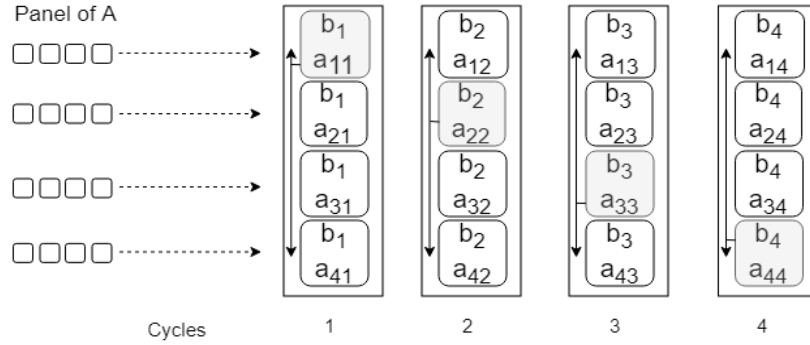 Panel of A
b1 b2 b3 b4
a11 a12 a13 a14
b1 b2 b3 b4
a21 a22 a23 a24
b1 b2 b3 b4
a31 a32 a33 a34
b1 b2 b3 b4
a41 a42 a43 a44
Cycles 1 2 3 4